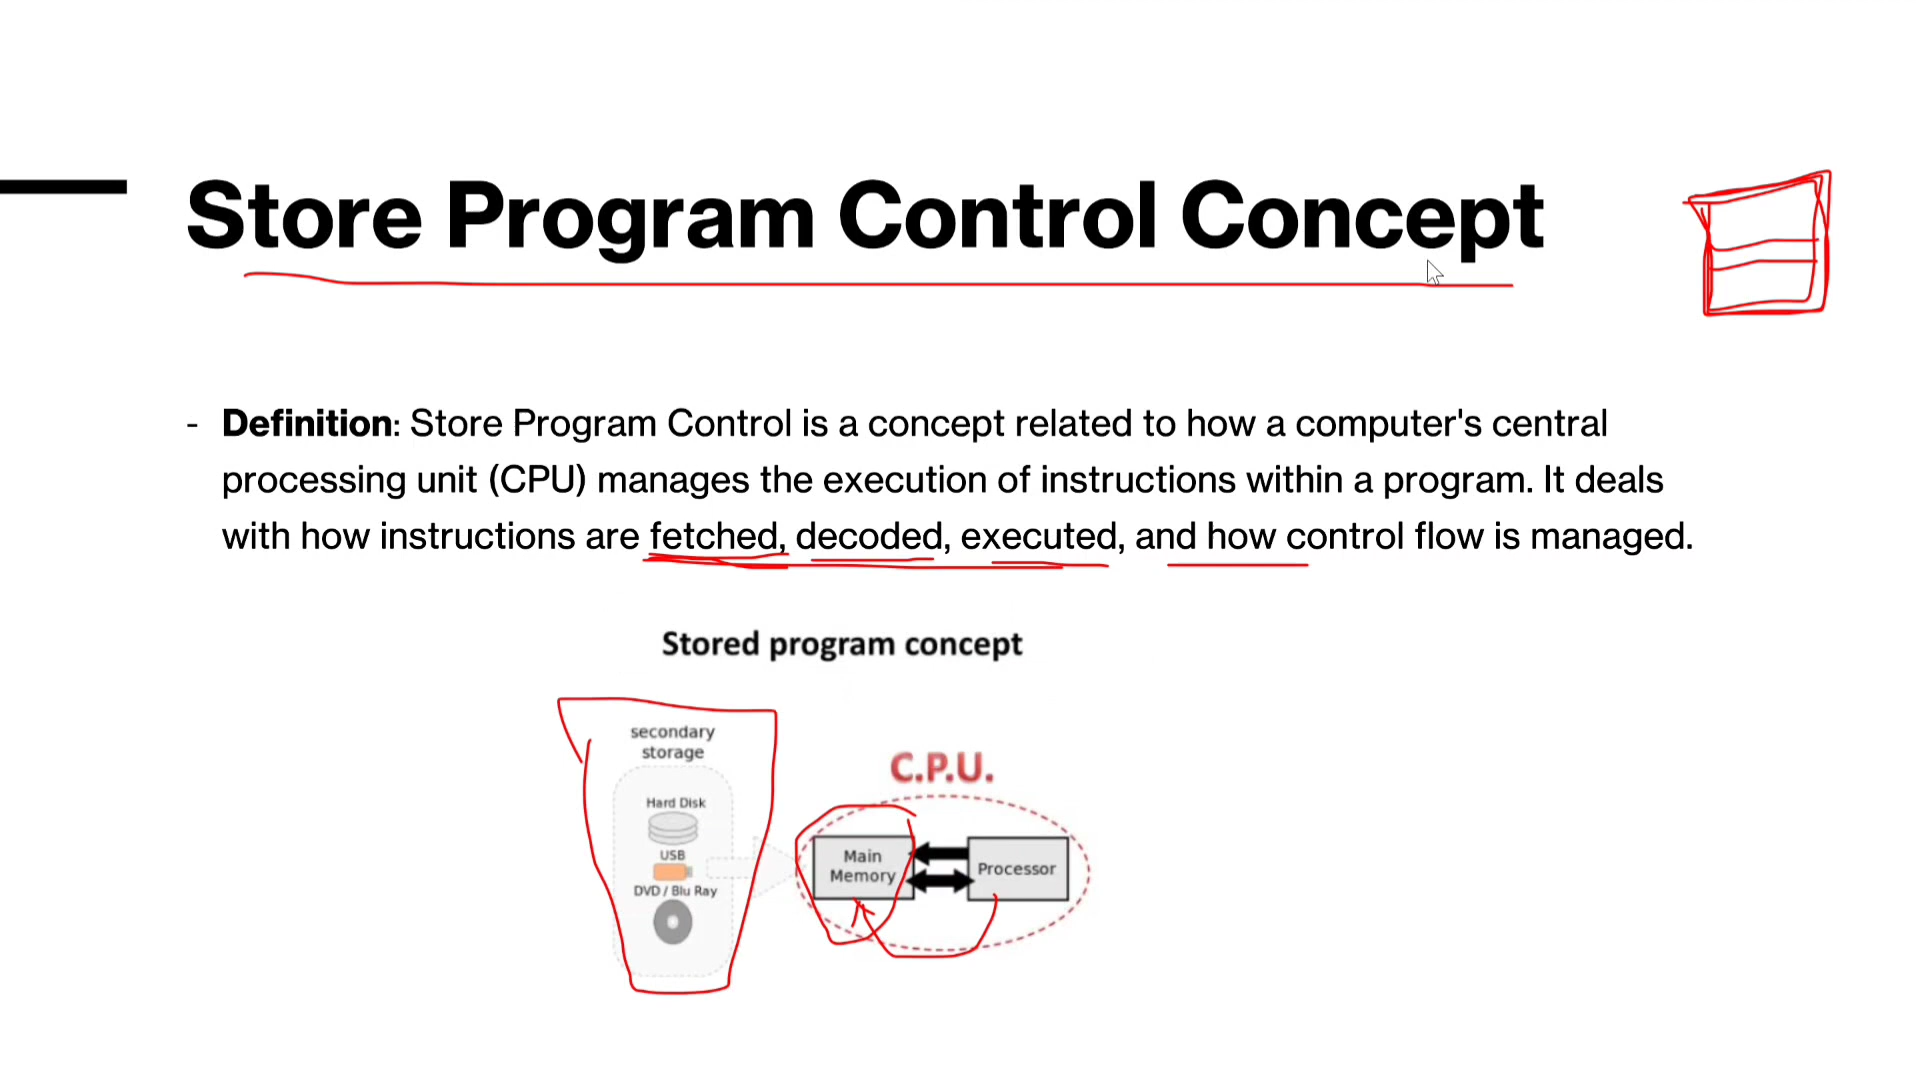 Store Program Control Concept
- Definition: Store Program Control is a concept related to how a computer's central
processing unit (CPU) manages the execution of instructions within a program. It deals
with how instructions are fetched, decoded, executed, and how control flow is managed.
Stored program concept
secondary
storage
Hard Disk
USB
DVD / Blu Ray
C.P.U.
Main
Memory
Processor